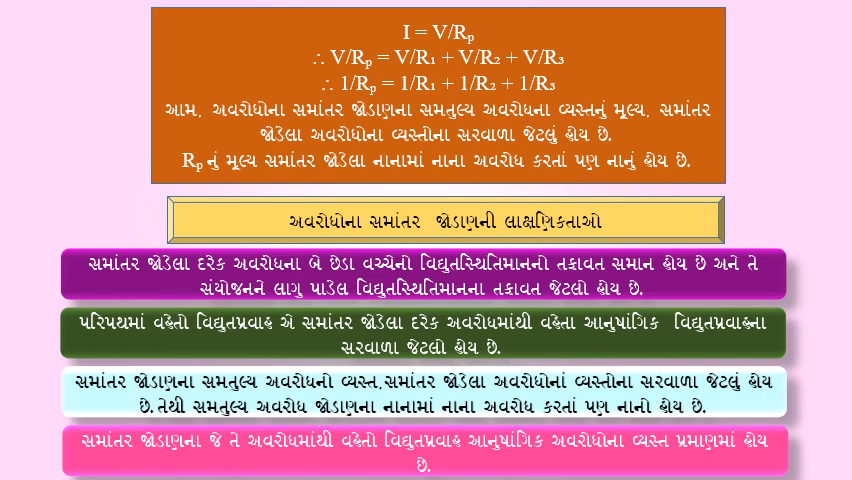 I = V/Rₚ
∴ V/Rₚ = V/R₁ + V/R₂ + V/R₃
∴ 1/Rₚ = 1/R₁ + 1/R₂ + 1/R₃
આમ, અવરોધોના સમાંતર જોડાણના સમતુલ્ય અવરોધના વ્યસ્તનું મૂલ્ય, સમાંતર
જોડેલા અવરોધોના વ્યસ્તોના સરવાળા જેટલું હોય છે.
Rₚ નું મૂલ્ય સમાંતર જોડેલા નાનામાં નાના અવરોધ કરતાં પણ નાનું હોય છે.
અવરોધોના સમાંતર જોડાણની લાક્ષણિકતાઓ
સમાંતર જોડેલા દરેક અવરોધના બે છેડા વચ્ચેનો વિદ્યુતસ્થિતિમાનનો તકાવત સમાન હોય છે અને તે
સંયોજનને લાગુ પાડેલ વિદ્યુતસ્થિતિમાનના તકાવત જેટલો હોય છે.
પરિપથમાં વહેતો વિદ્યુતપ્રવાહ એ સમાંતર જોડેલા દરેક અવરોધમાંથી વહેતા આનુષાંગિક વિદ્યુતપ્રવાહના
સરવાળા જેટલો હોય છે.
સમાંતર જોડાણના સમતુલ્ય અવરોધનો વ્યસ્ત,સમાંતર જોડેલા અવરોધોનાં વ્યસ્તોના સરવાળા જેટલું હોય
છે.તેથી સમતુલ્ય અવરોધ જોડાણના નાનામાં નાના અવરોધ કરતાં પણ નાનો હોય છે.
સમાંતર જોડાણના જે તે અવરોધમાંથી વહેતો વિદ્યુતપ્રવાહ આનુષાંગિક અવરોધોના વ્યસ્ત પ્રમાણમાં હોય
છે.